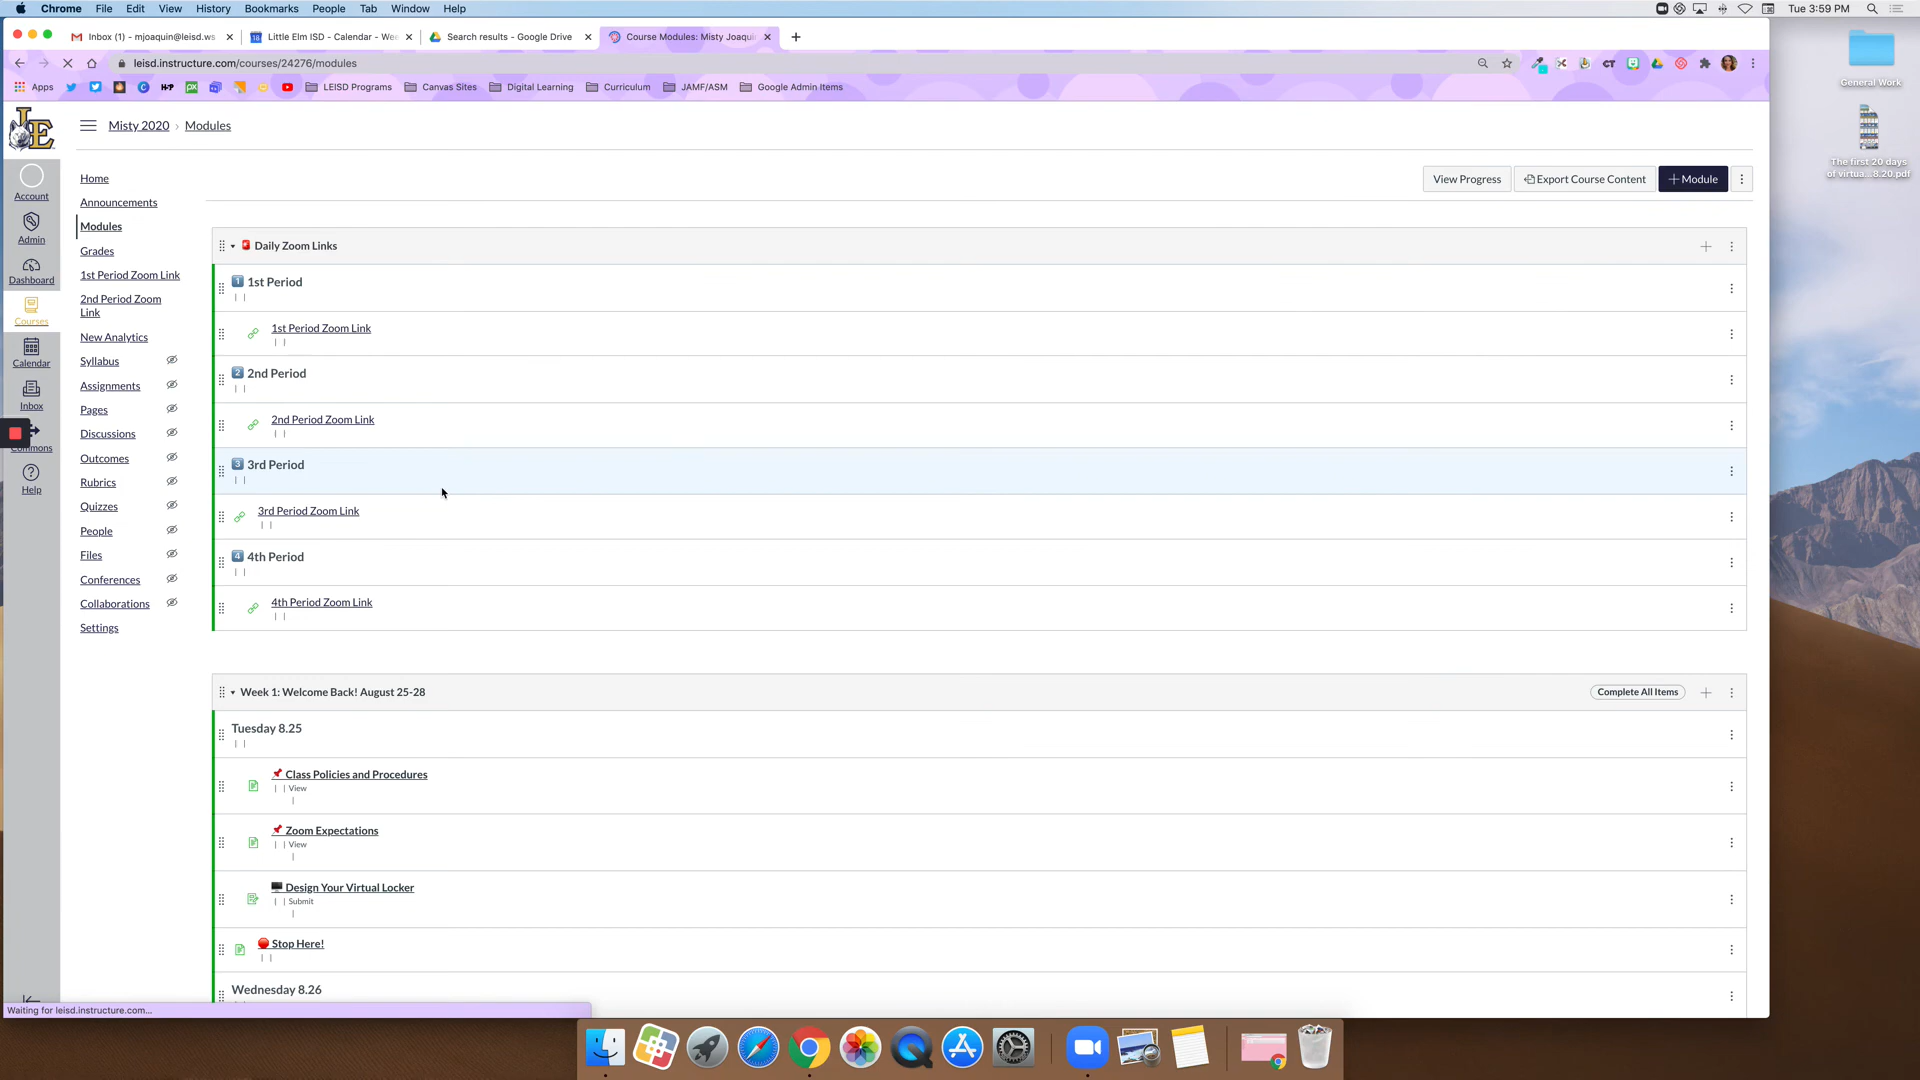 Chrome File Edit View History Bookmarks People Tab Window Help Tue 3:59 PM
Inbox (1) - mjoaquin@leisd.ws Little Elm ISD - Calendar - Wee Search results - Google Drive Course Modules: Misty Joaqui
leisd.instructure.com/courses/24276/modules
Apps H&P LEISD Programs Canvas Sites Digital Learning Curriculum JAMF/ASM Google Admin Items
General Work
The first 20 days
of virtua...8.20.pdf
LE
Misty 2020 › Modules
View Progress Export Course Content + Module
Account
Admin
Dashboard
Courses
Calendar
Inbox
Commons
Help
Home
Announcements
Modules
Grades
1st Period Zoom Link
2nd Period Zoom
Link
New Analytics
Syllabus
Assignments
Pages
Discussions
Outcomes
Rubrics
Quizzes
People
Files
Conferences
Collaborations
Settings
Daily Zoom Links
1 1st Period
1st Period Zoom Link
2 2nd Period
2nd Period Zoom Link
3 3rd Period
3rd Period Zoom Link
4 4th Period
4th Period Zoom Link
Week 1: Welcome Back! August 25-28 Complete All Items
Tuesday 8.25
Class Policies and Procedures
View
Zoom Expectations
View
Design Your Virtual Locker
Submit
Stop Here!
Wednesday 8.26
Waiting for leisd.instructure.com...